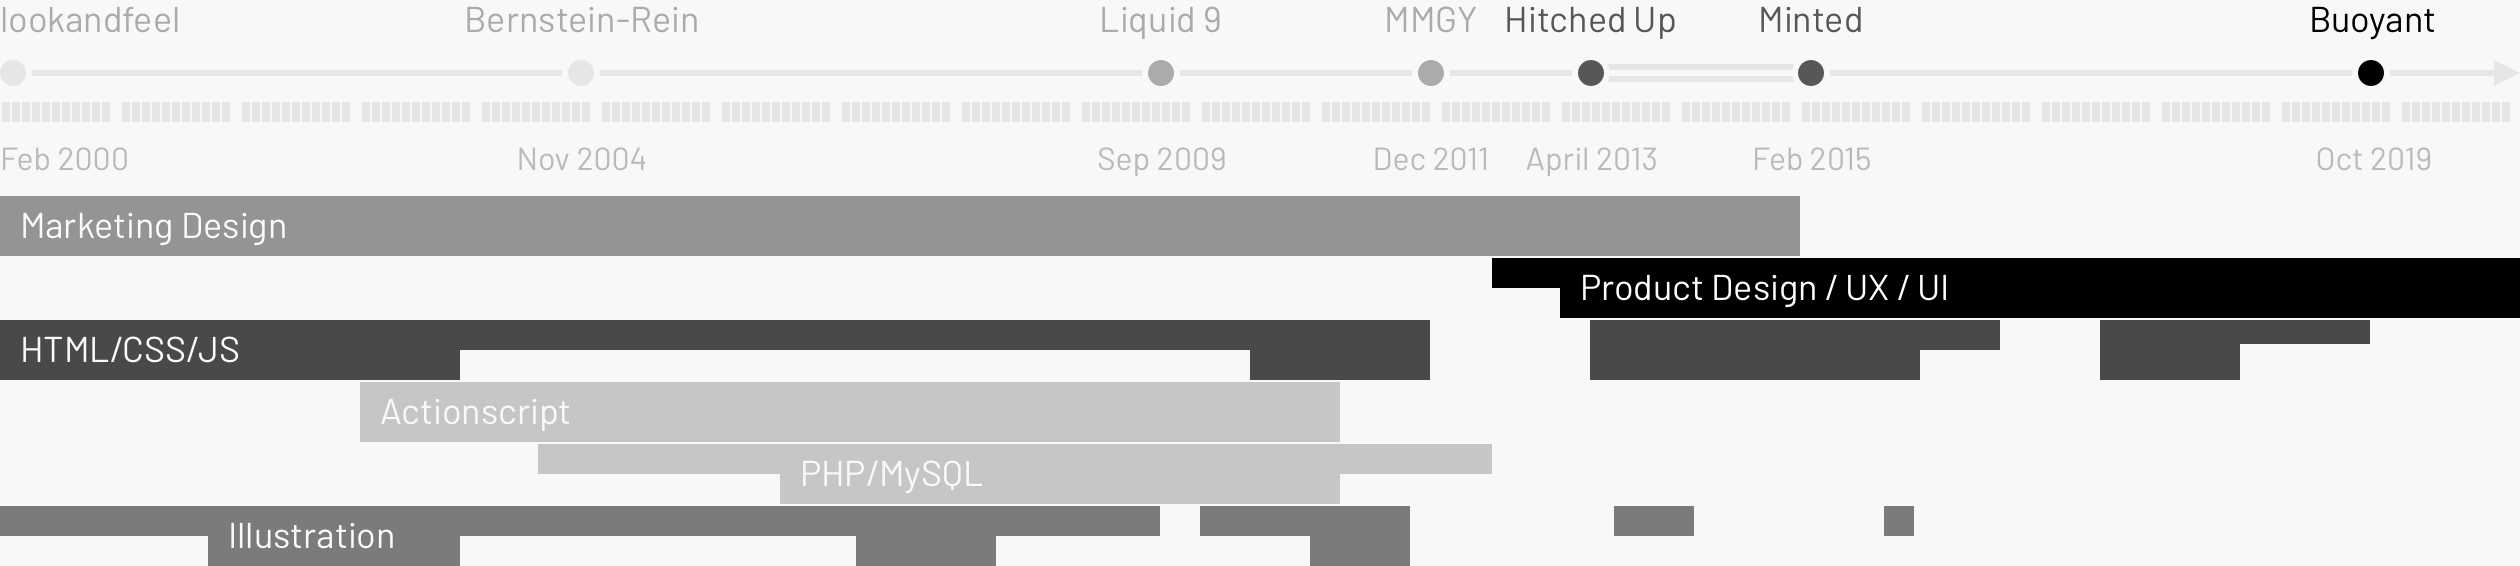 lookandfeel Bernstein-Rein Liquid 9 MMGY Hitched Up Minted Buoyant
Feb 2000 Nov 2004 Sep 2009 Dec 2011 April 2013 Feb 2015 Oct 2019
Marketing Design
Product Design / UX / UI
HTML/CSS/JS
Actionscript
PHP/MySQL
Illustration